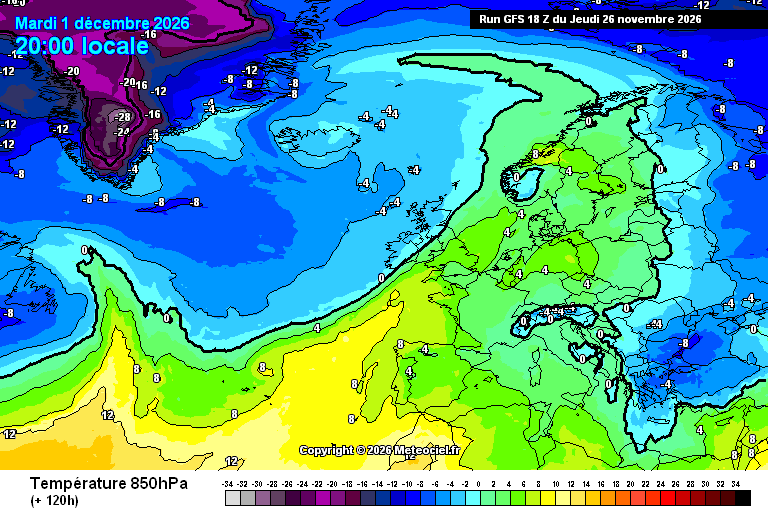 Mardi 1 décembre 2026
20:00 locale
Run GFS 18 Z du Jeudi 26 novembre 2026
Copyright © 2026 Meteociel.fr
Température 850hPa
(+ 120h)
-34 -32 -30 -28 -26 -24 -22 -20 -18 -16 -14 -12 -10 -8 -6 -4 -2 0 2 4 6 8 10 12 14 16 18 20 22 24 26 28 30 32 34